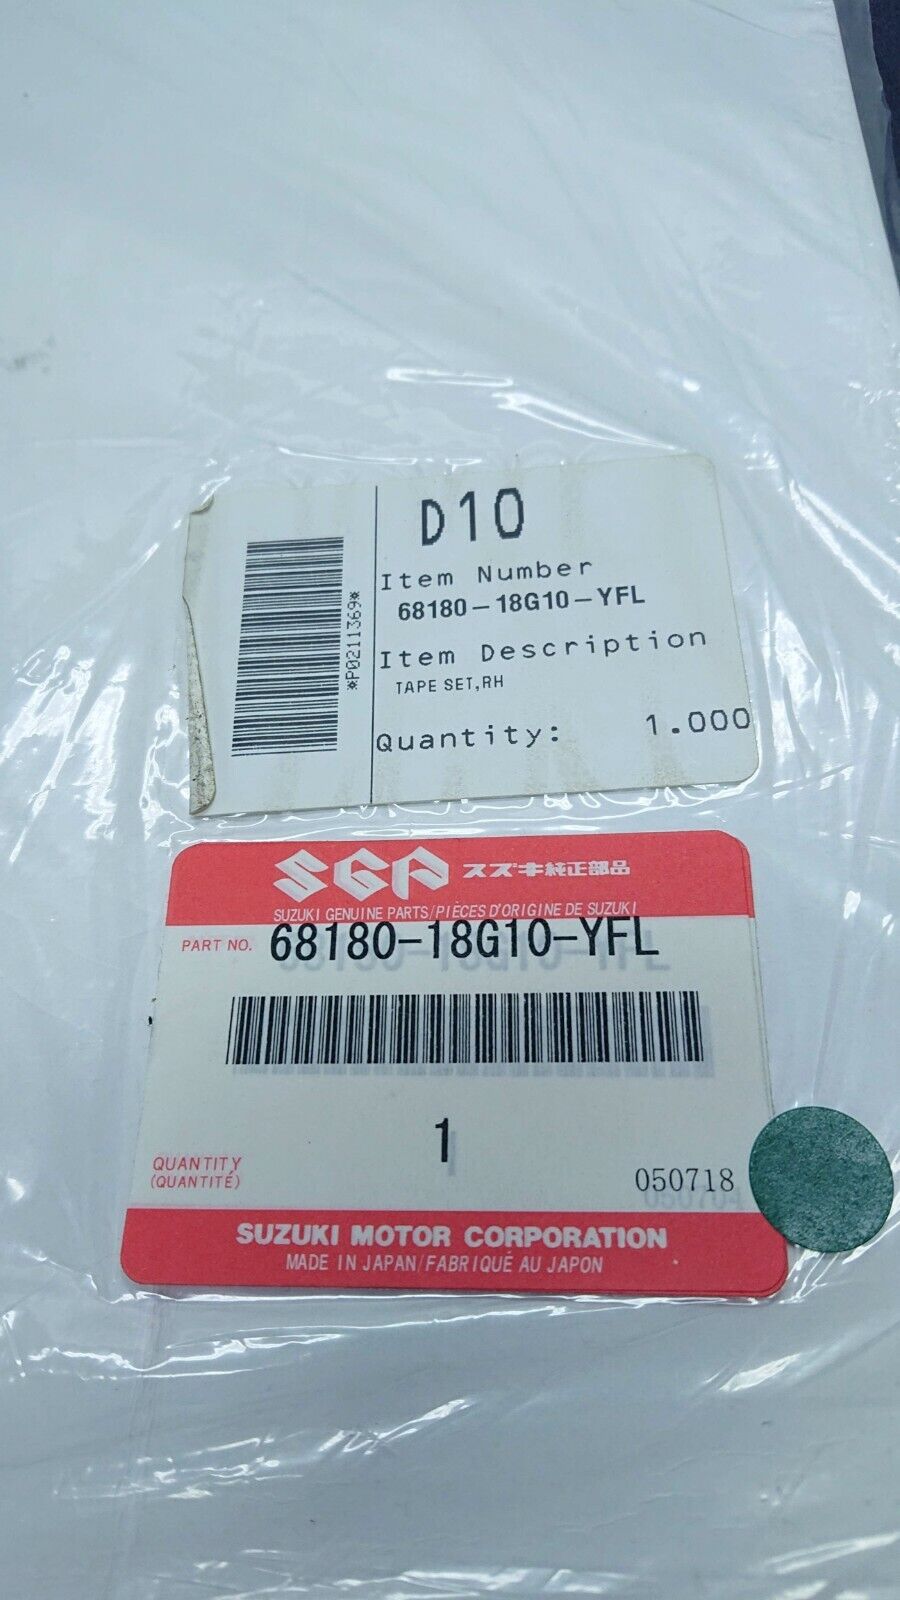 D10
Item Number
68180-18G10-YFL
Item Description
TAPE SET,RH
Quantity: 1.000
*P0211369*
SGP スズキ純正部品
SUZUKI GENUINE PARTS/PIÈCES D'ORIGINE DE SUZUKI
PART NO. 68180-18G10-YFL
1
QUANTITY
(QUANTITÉ)
050718
SUZUKI MOTOR CORPORATION
MADE IN JAPAN/FABRIQUÉ AU JAPON